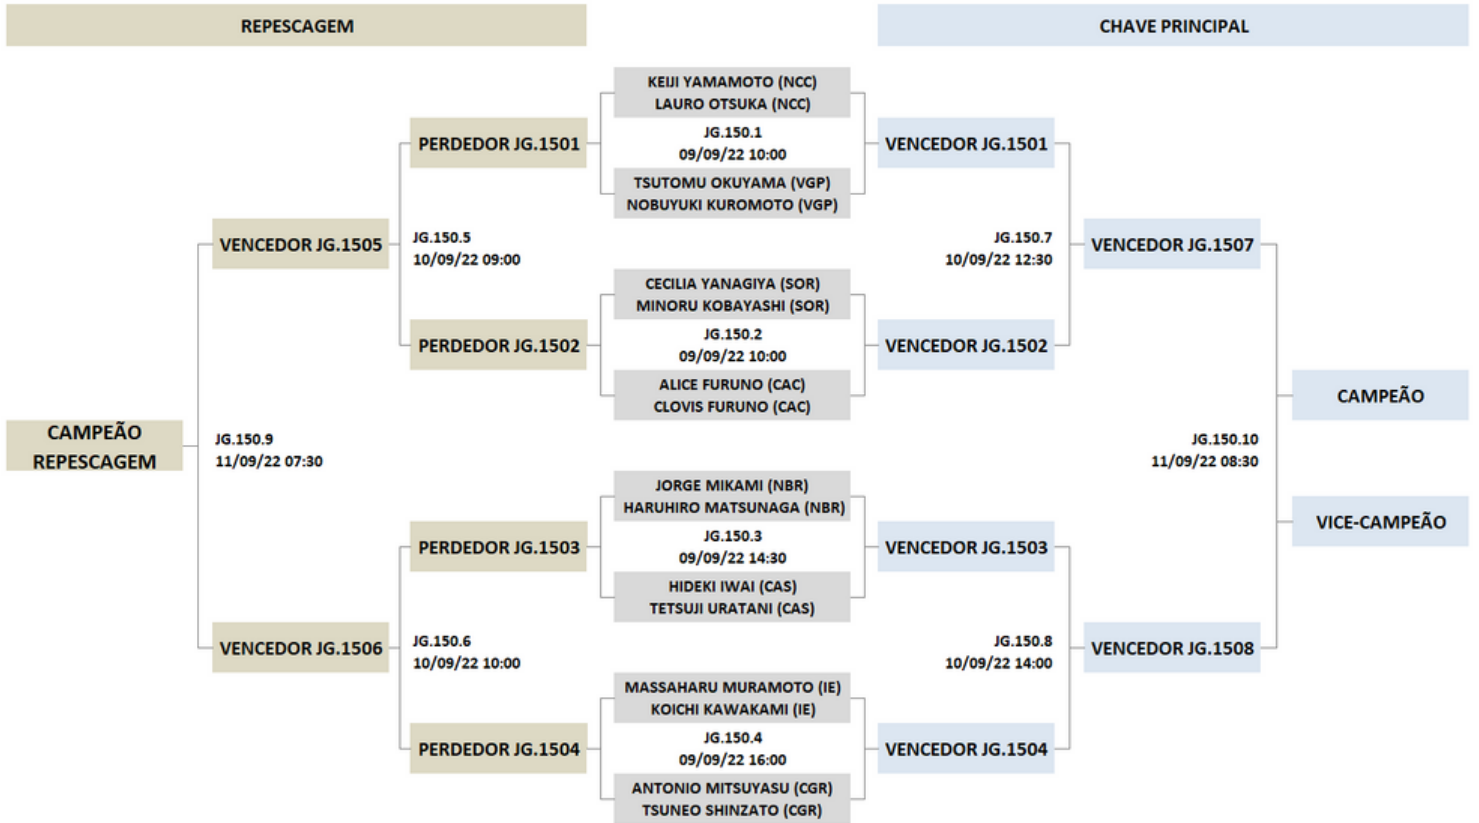 REPESCAGEM
CHAVE PRINCIPAL
KEIJI YAMAMOTO (NCC)
LAURO OTSUKA (NCC)
PERDEDOR JG.1501
JG.150.1
09/09/22 10:00
VENCEDOR JG.1501
TSUTOMU OKUYAMA (VGP)
NOBUYUKI KUROMOTO (VGP)
VENCEDOR JG.1505
JG.150.5
10/09/22 09:00
JG.150.7
10/09/22 12:30
VENCEDOR JG.1507
CECILIA YANAGIYA (SOR)
MINORU KOBAYASHI (SOR)
PERDEDOR JG.1502
JG.150.2
09/09/22 10:00
VENCEDOR JG.1502
ALICE FURUNO (CAC)
CLOVIS FURUNO (CAC)
CAMPEÃO
CAMPEÃO
REPESCAGEM
JG.150.9
11/09/22 07:30
JG.150.10
11/09/22 08:30
JORGE MIKAMI (NBR)
HARUHIRO MATSUNAGA (NBR)
VICE-CAMPEÃO
PERDEDOR JG.1503
JG.150.3
09/09/22 14:30
VENCEDOR JG.1503
HIDEKI IWAI (CAS)
TETSUJI URATANI (CAS)
VENCEDOR JG.1506
JG.150.6
10/09/22 10:00
JG.150.8
10/09/22 14:00
VENCEDOR JG.1508
MASSAHARU MURAMOTO (IE)
KOICHI KAWAKAMI (IE)
PERDEDOR JG.1504
JG.150.4
09/09/22 16:00
VENCEDOR JG.1504
ANTONIO MITSUYASU (CGR)
TSUNEO SHINZATO (CGR)